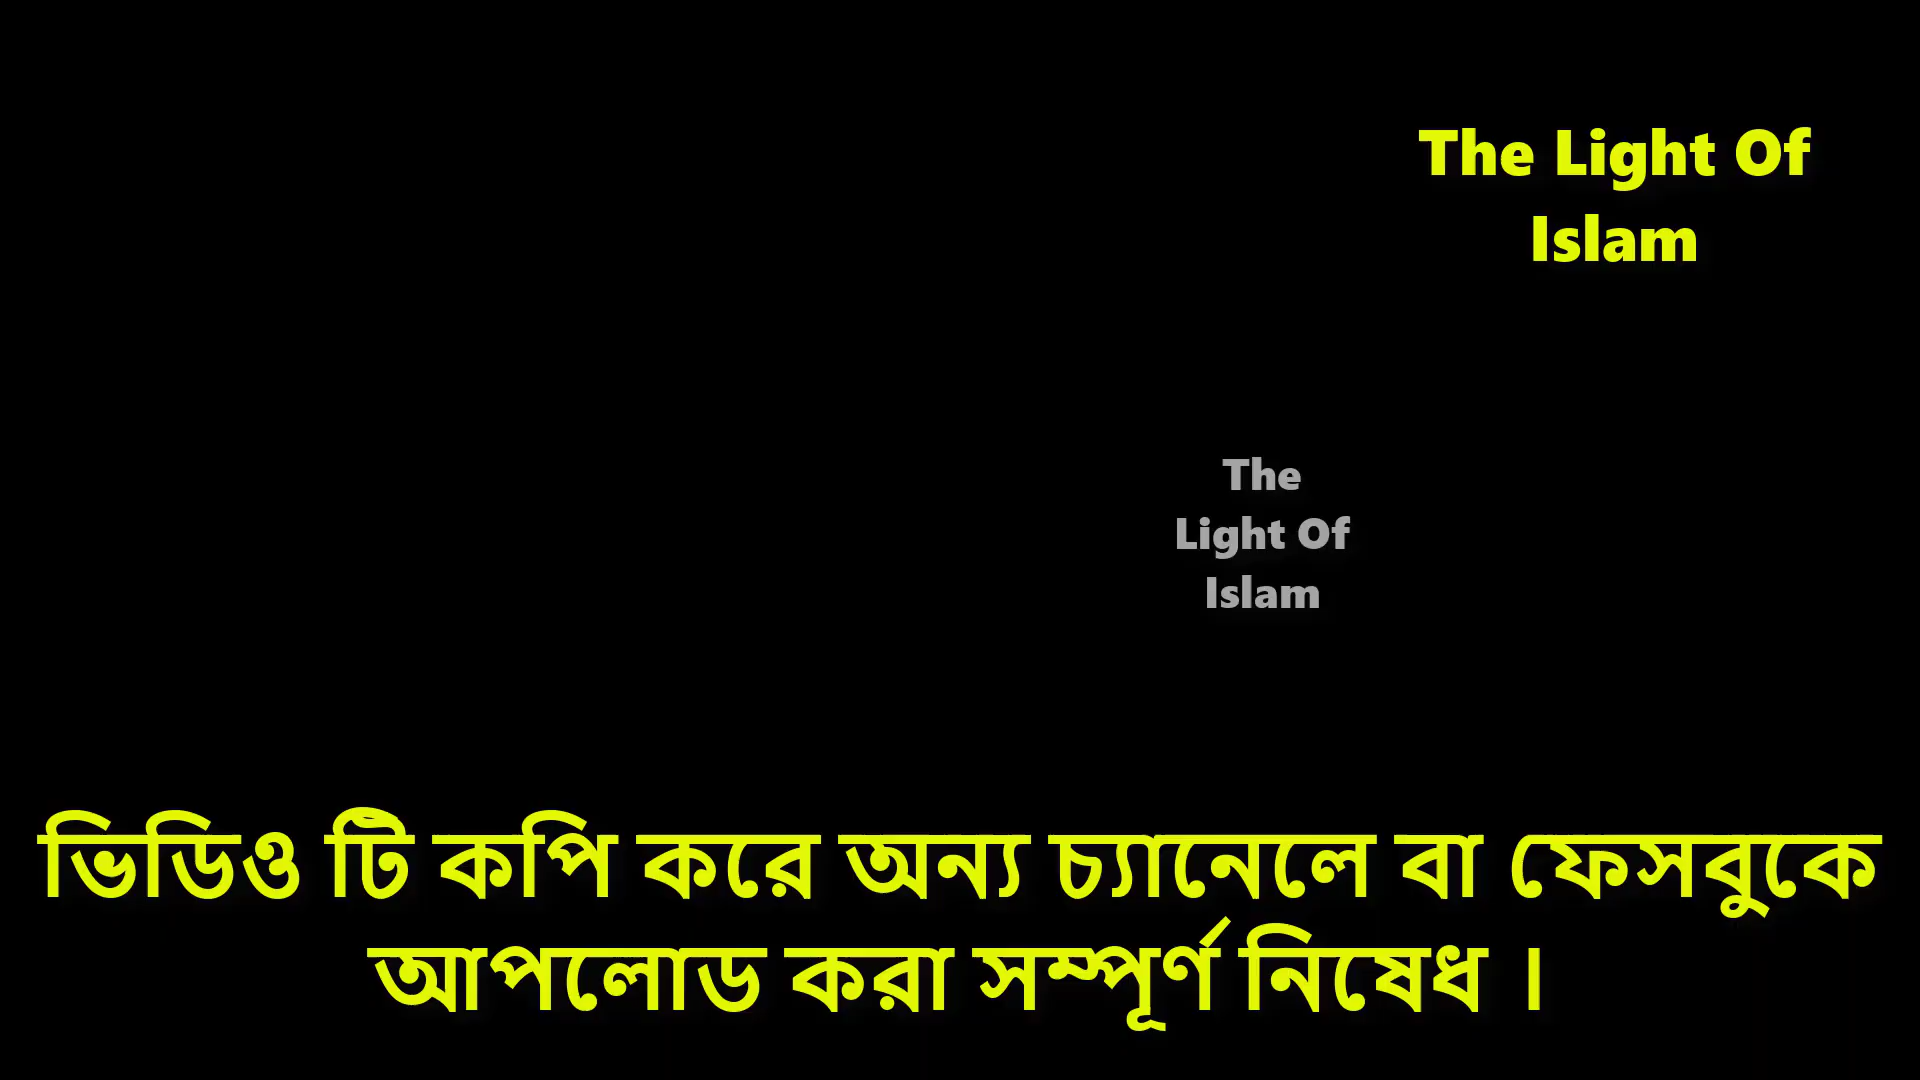 The Light Of
Islam
The
Light Of
Islam
ভিডিও টি কপি করে অন্য চ্যানেলে বা ফেসবুকে
আপলোড করা সম্পূর্ণ নিষেধ ।